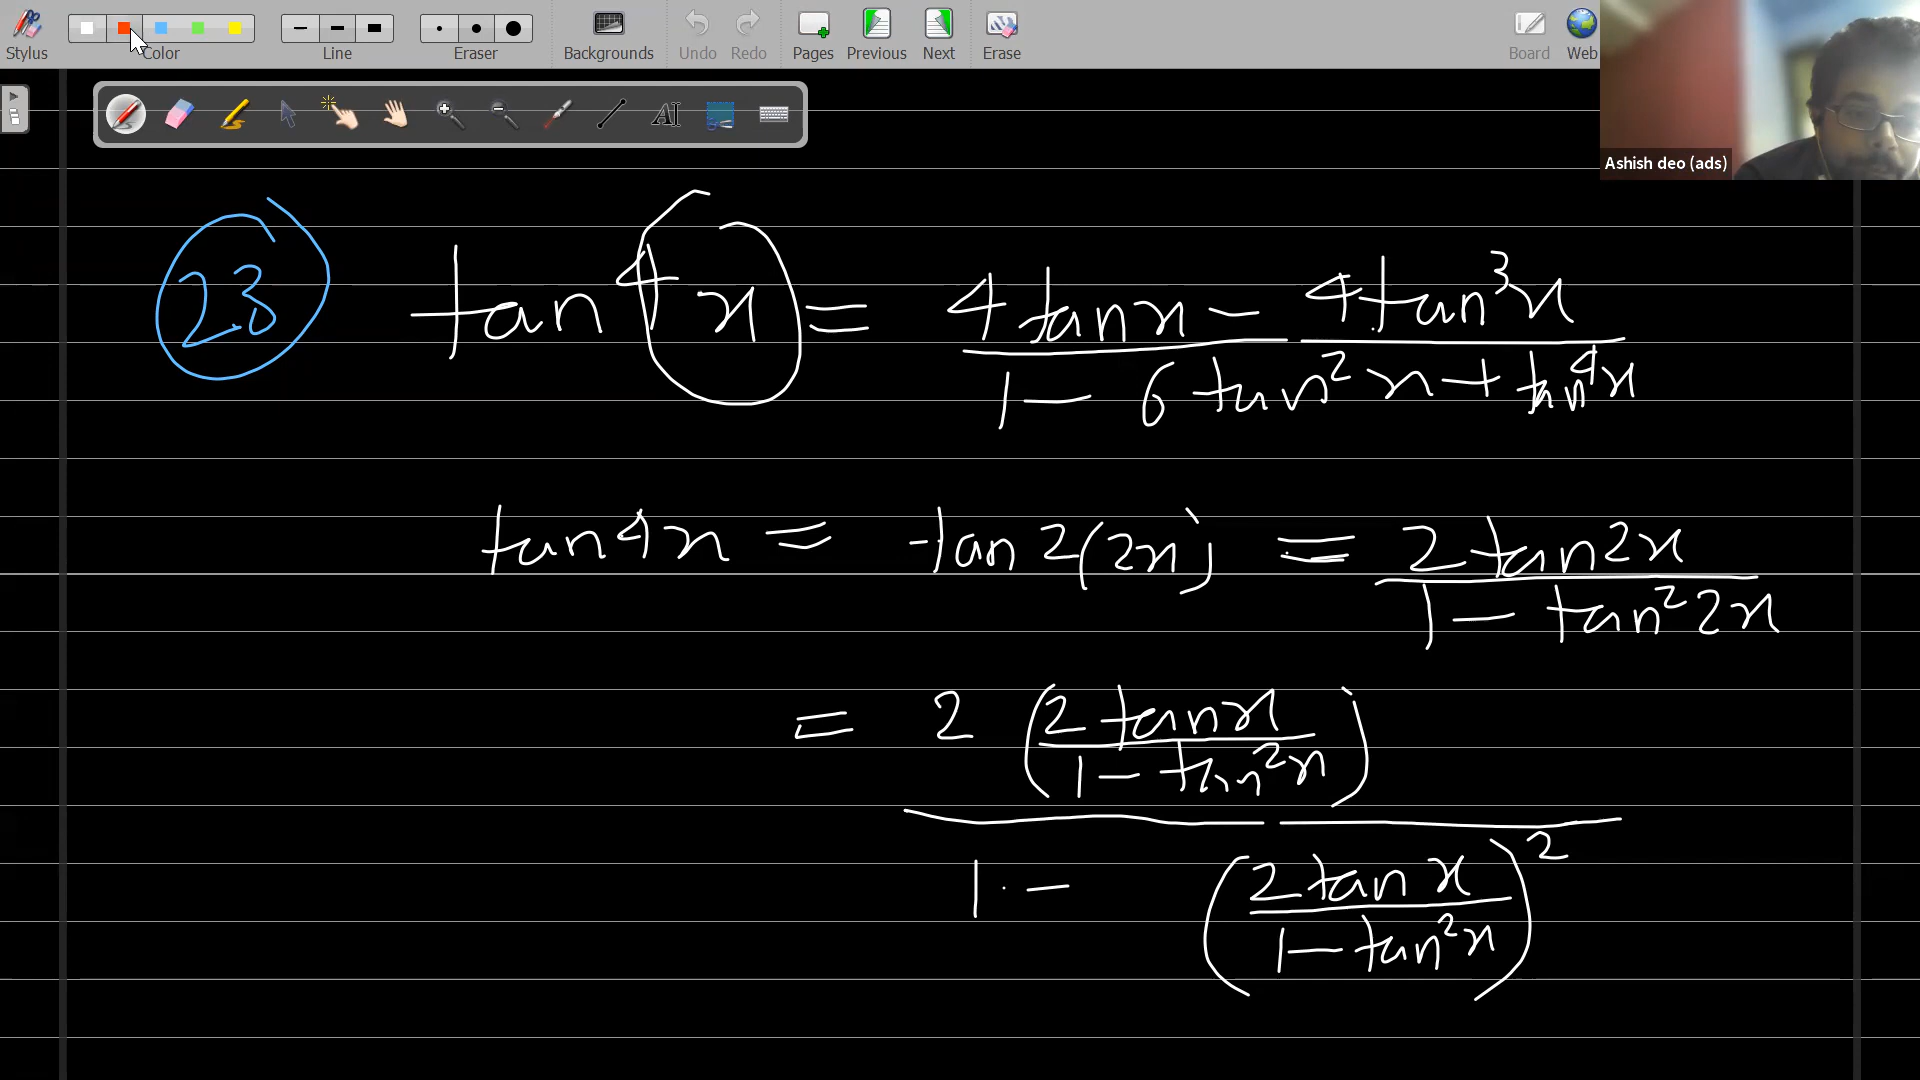 Stylus Color Line Eraser Backgrounds Undo Redo Pages Previous Next Erase Board Web
AI
Ashish deo (ads)
23 tan 4x = (4 tan x − 4 tan³x) / (1 − 6 tan²x + tan⁴x)
tan 4x = tan 2(2x) = (2 tan 2x) / (1 − tan²2x)
= 2 (2 tan x / (1 − tan²x))
1 − (2 tan x / (1 − tan²x))²